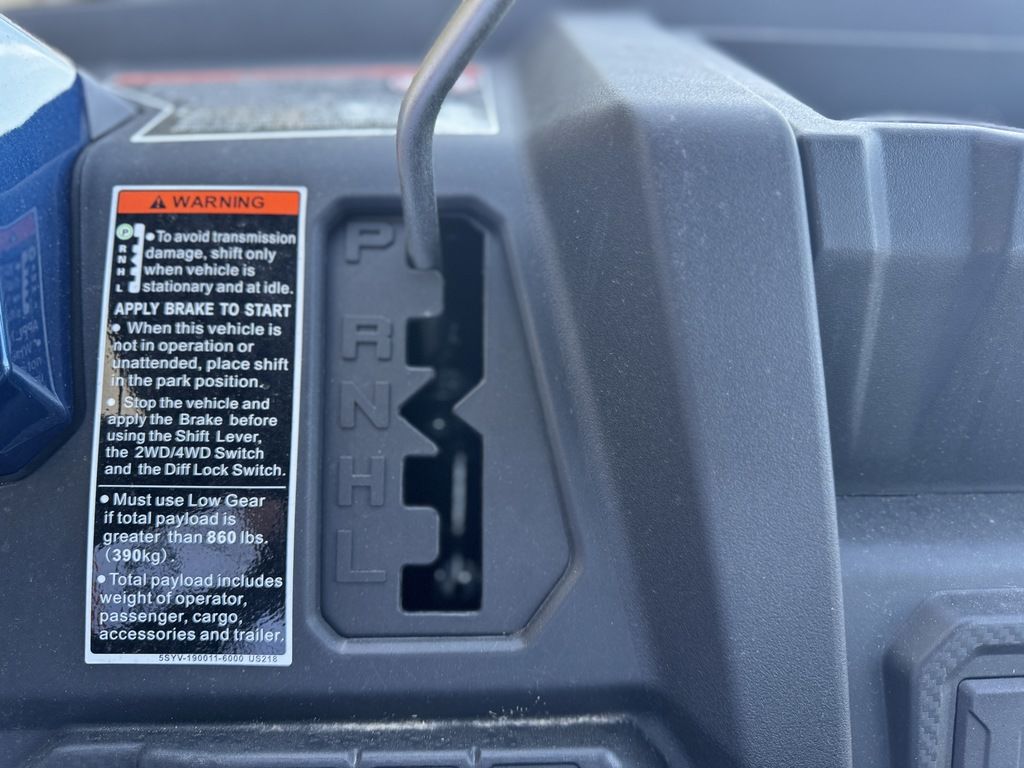 WARNING
P
R
N
H
L
• To avoid transmission
damage, shift only
when vehicle is
stationary and at idle.
APPLY BRAKE TO START
• When this vehicle is
not in operation or
unattended, place shift
in the park position.
• Stop the vehicle and
apply the Brake before
using the Shift Lever,
the 2WD/4WD Switch
and the Diff Lock Switch.
• Must use Low Gear
if total payload is
greater than 860 lbs.
(390kg).
• Total payload includes
weight of operator,
passenger, cargo,
accessories and trailer.
5SYV-190011-6000 US218
P
R
N
H
L